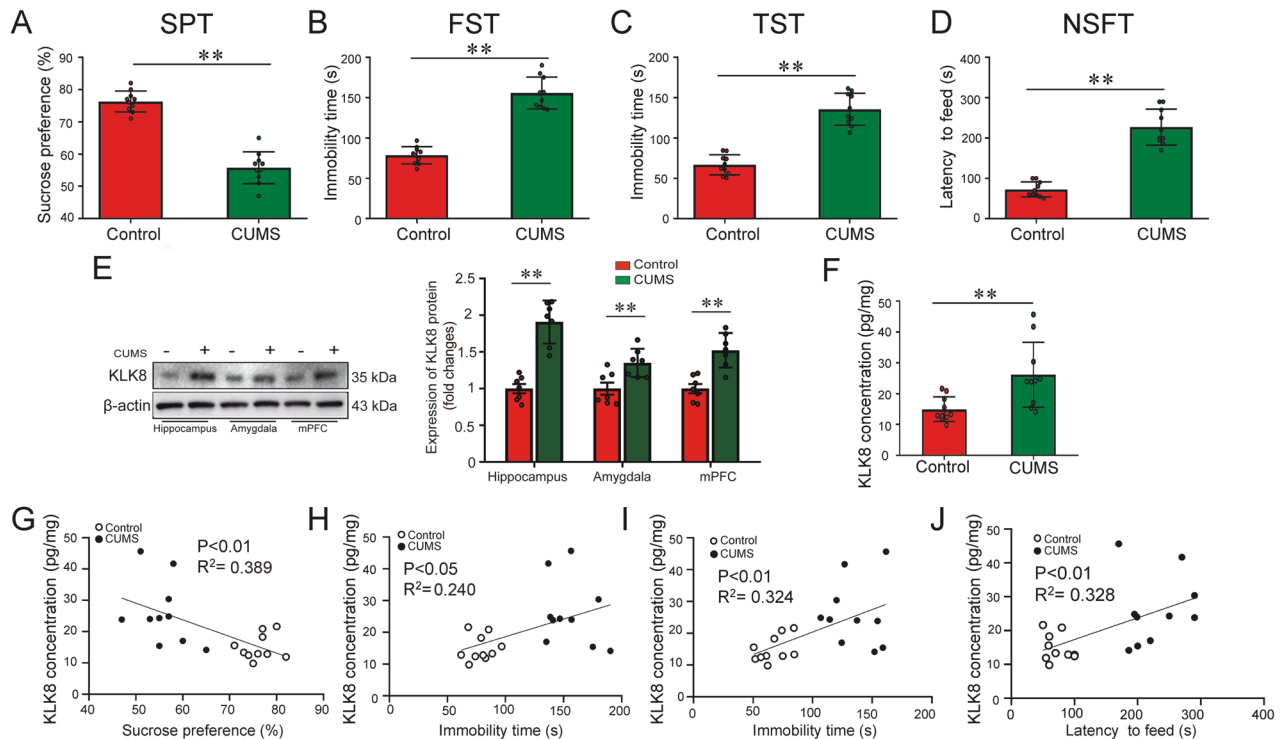 A SPT
Sucrose preference (%)
90
80
70
60
50
40
**
Control CUMS
B FST
Immobility time (s)
200
150
100
50
0
**
Control CUMS
C TST
Immobility time (s)
200
150
100
50
0
**
Control CUMS
D NSFT
Latency to feed (s)
400
300
200
100
0
**
Control CUMS
E
CUMS - + - + - +
KLK8 35 kDa
β-actin 43 kDa
Hippocampus Amygdala mPFC
Control
CUMS
Expression of KLK8 protein
(fold changes)
2.5
2
1.5
1
0.5
0
** ** **
Hippocampus Amygdala mPFC
F
KLK8 concentration (pg/mg)
50
40
30
20
10
0
**
Control CUMS
G
KLK8 concentration (pg/mg)
Control
CUMS
P<0.01
R2= 0.389
50
40
30
20
10
0
40 50 60 70 80 90
Sucrose preference (%)
H
KLK8 concentration (pg/mg)
Control
CUMS
P<0.05
R2= 0.240
50
40
30
20
10
0
0 50 100 150 200
Immobility time (s)
I
KLK8 concentration (pg/mg)
Control
CUMS
P<0.01
R2= 0.324
50
40
30
20
10
0
0 50 100 150 200
Immobility time (s)
J
KLK8 concentration (pg/mg)
Control
CUMS
P<0.01
R2= 0.328
50
40
30
20
10
0
0 100 200 300 400
Latency to feed (s)